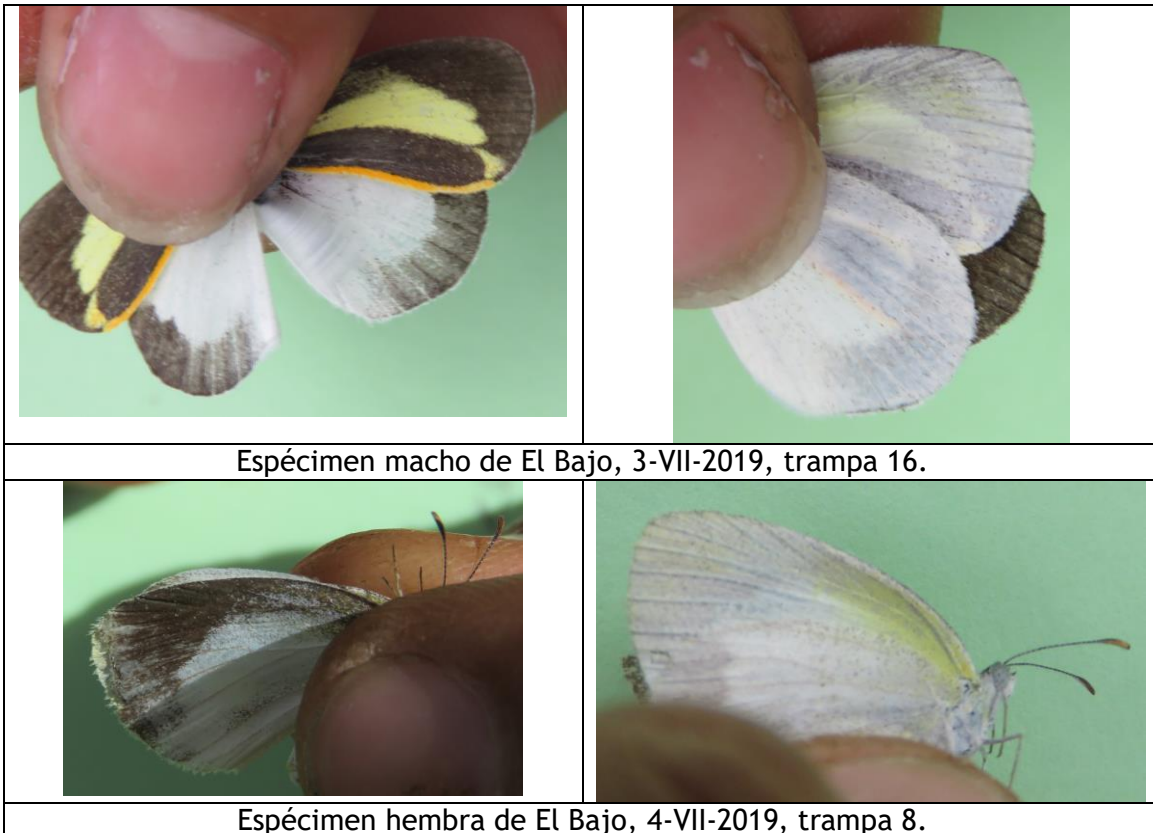 Espécimen macho de El Bajo, 3-VII-2019, trampa 16.
Espécimen hembra de El Bajo, 4-VII-2019, trampa 8.